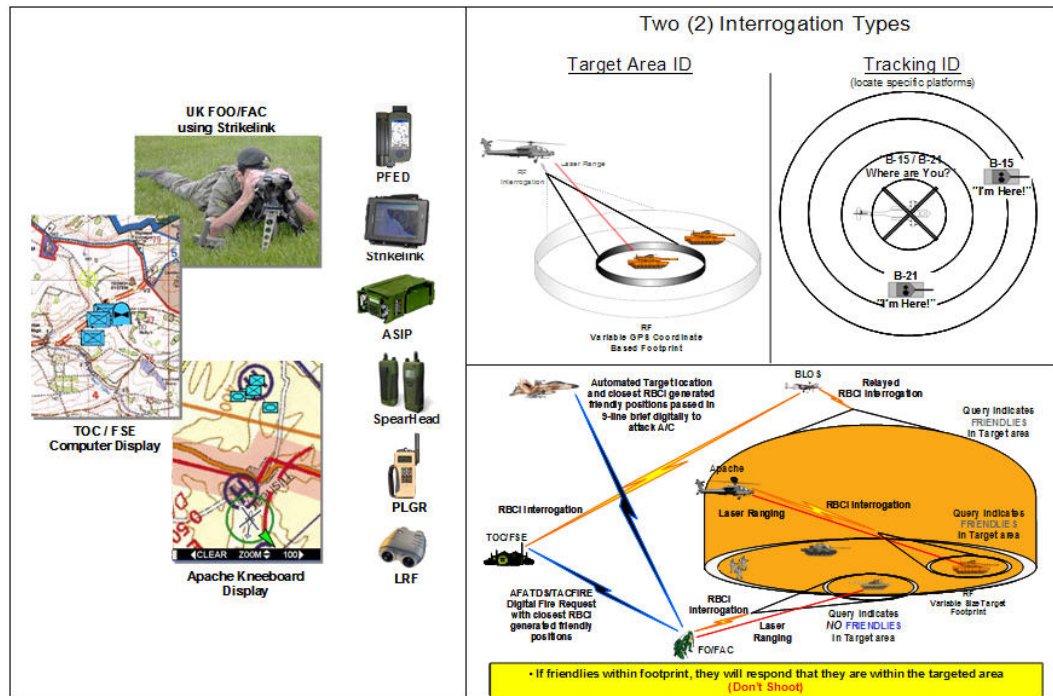 UK FOO/FAC
using Strikelink
PFED
Strikelink
ASIP
SpearHead
PLGR
LRF
TOC / FSE
Computer Display
◀CLEAR ZOOM 100▶
Apache Kneeboard
Display
Two (2) Interrogation Types
Target Area ID
Laser Range
RF
Interrogation
RF
Variable GPS Coordinate
Based Footprint
Tracking ID
(locate specific platforms)
B-15 / B-21
Where are You?"
B-15
"I'm Here!"
B-21
"I'm Here!"
Automated Target location
and closest RBCI generated
friendly positions passed in
9-line brief digitally to
attack A/C
BLOS
Relayed
RBCI Interrogation
Query indicates
FRIENDLIES
in Target area
Apache
RBCI Interrogation
Laser Ranging
Query indicates
FRIENDLIES
in Target area
RBCI Interrogation
TOC/FSE
AFATDS/TACFIRE
Digital Fire Request
with closest RBCI
generated friendly
positions
RBCI
Interrogation
Laser
Ranging
FO/FAC
Query indicates
NO FRIENDLIES
in Target area
RF
Variable Size Target
Footprint
• If friendlies within footprint, they will respond that they are within the targeted area
(Don't Shoot)